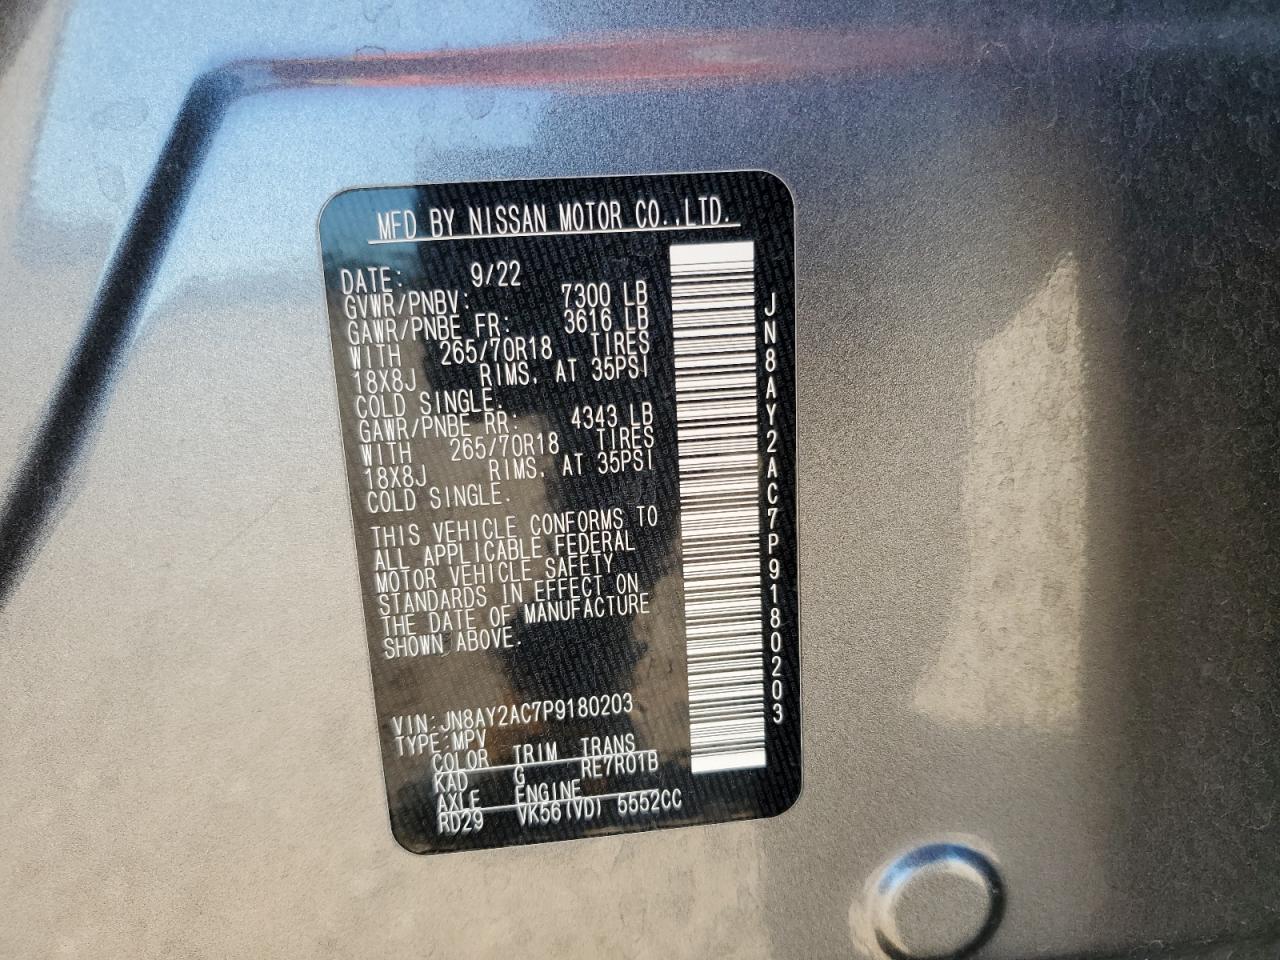 MFD BY NISSAN MOTOR CO.,LTD.
DATE: 9/22
GVWR/PNBV: 7300 LB
GAWR/PNBE FR: 3616 LB
WITH 265/70R18 TIRES
18X8J RIMS, AT 35PSI
COLD SINGLE.
GAWR/PNBE RR: 4343 LB
WITH 265/70R18 TIRES
18X8J RIMS, AT 35PSI
COLD SINGLE.
THIS VEHICLE CONFORMS TO
ALL APPLICABLE FEDERAL
MOTOR VEHICLE SAFETY
STANDARDS IN EFFECT ON
THE DATE OF MANUFACTURE
SHOWN ABOVE.
VIN:JN8AY2AC7P9180203
TYPE:MPV
COLOR TRIM TRANS
KAD G RE7R01B
AXLE ENGINE
RD29 VK56(VD) 5552CC
JN8AY2AC7P9180203